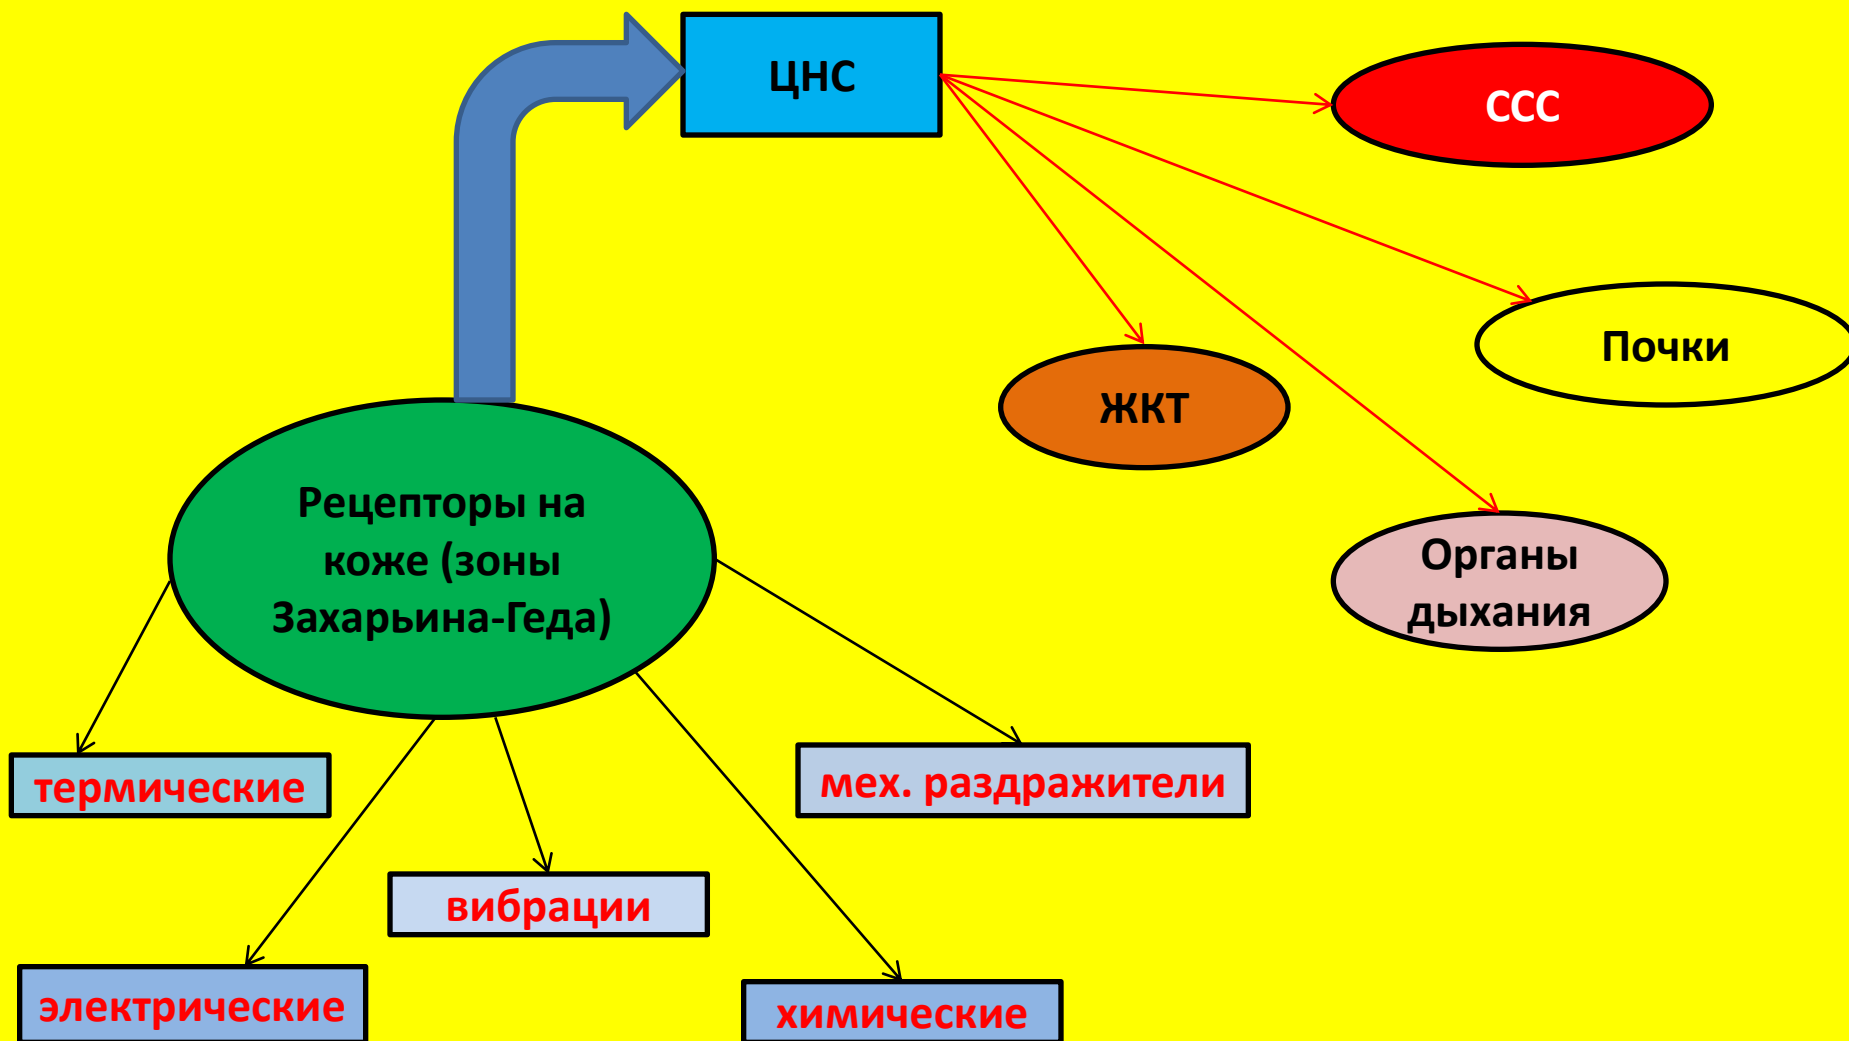 ЦНС
ССС
Почки
ЖКТ
Рецепторы на
коже (зоны
Захарьина-Геда)
Органы
дыхания
термические
мех. раздражители
вибрации
электрические
химические